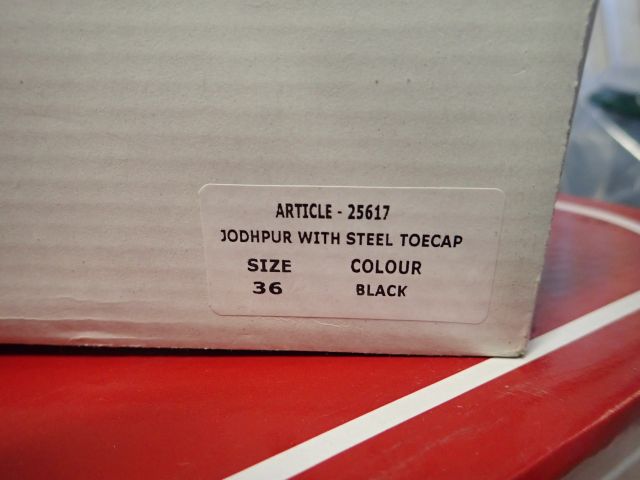 ARTICLE - 25617
JODHPUR WITH STEEL TOECAP
SIZE COLOUR
36 BLACK